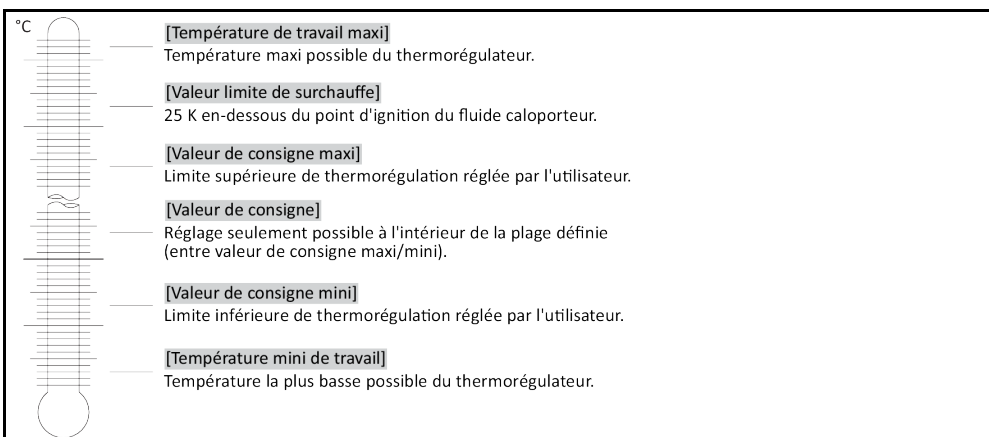 °C
[Température de travail maxi]
Température maxi possible du thermorégulateur.
[Valeur limite de surchauffe]
25 K en-dessous du point d'ignition du fluide caloporteur.
[Valeur de consigne maxi]
Limite supérieure de thermorégulation réglée par l'utilisateur.
[Valeur de consigne]
Réglage seulement possible à l'intérieur de la plage définie
(entre valeur de consigne maxi/mini).
[Valeur de consigne mini]
Limite inférieure de thermorégulation réglée par l'utilisateur.
[Température mini de travail]
Température la plus basse possible du thermorégulateur.